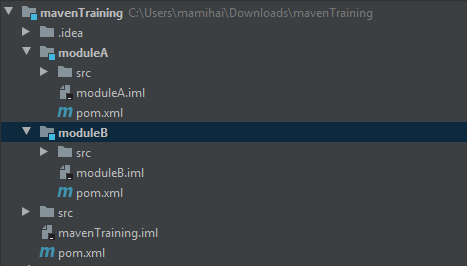 mavenTraining C:\Users\mamihai\Downloads\mavenTraining
.idea
moduleA
src
moduleA.iml
pom.xml
moduleB
src
moduleB.iml
pom.xml
src
mavenTraining.iml
pom.xml